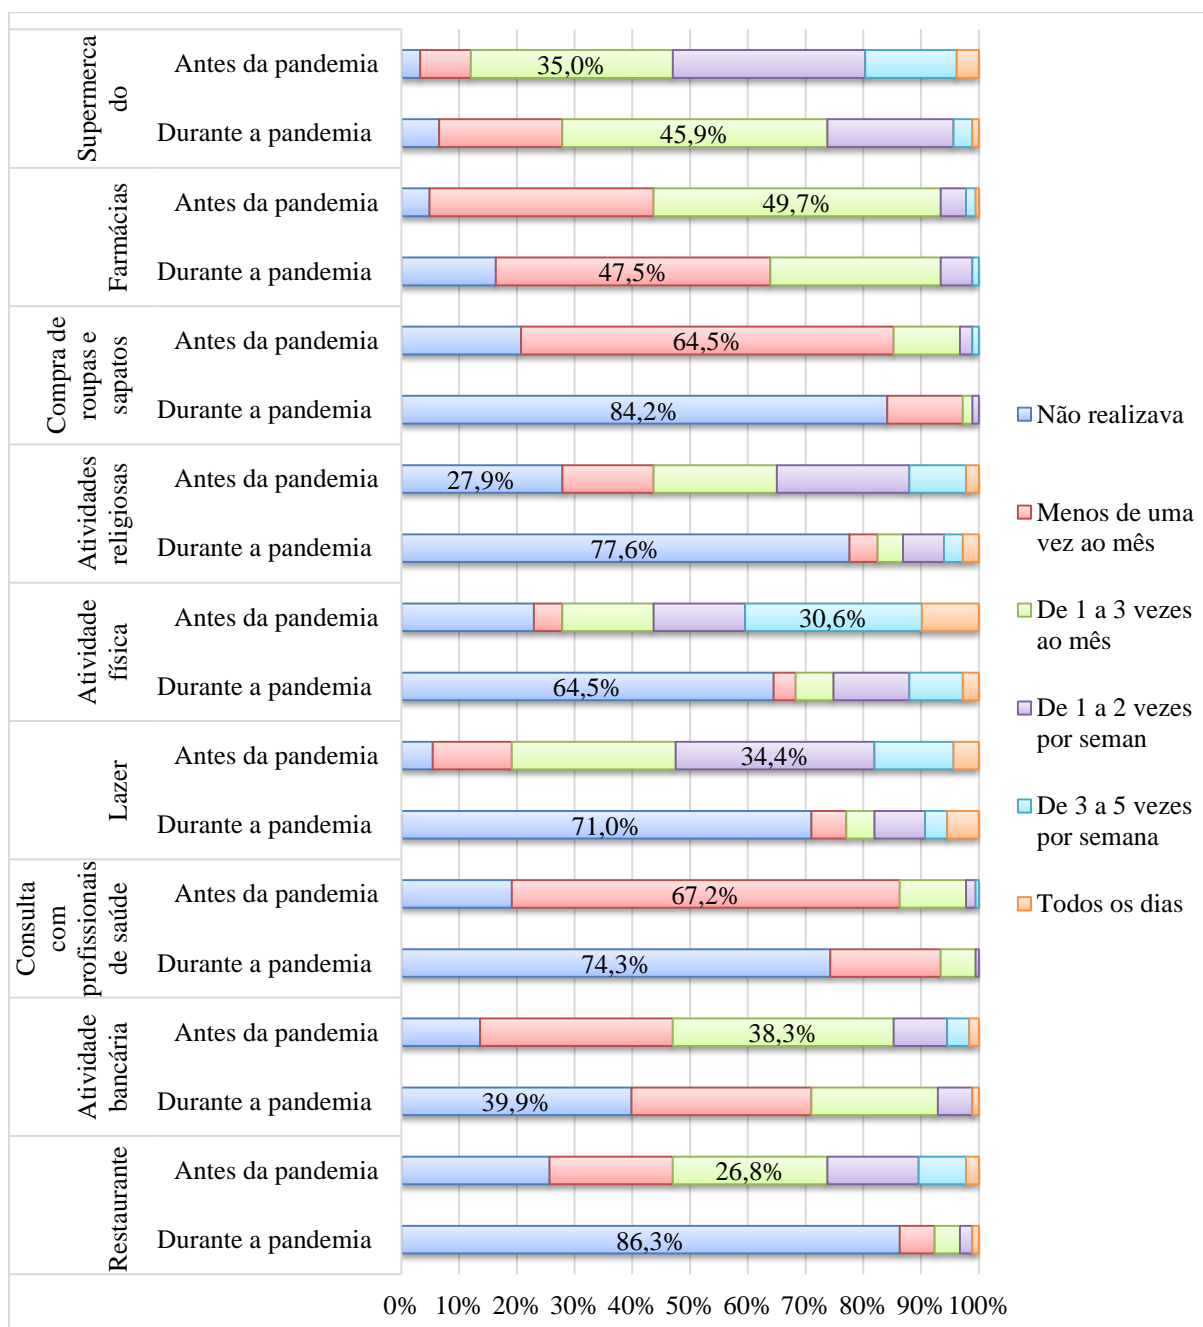 Supermerca
do
Antes da pandemia
35,0%
Durante a pandemia
45,9%
Farmácias
Antes da pandemia
49,7%
Durante a pandemia
47,5%
Compra de
roupas e
sapatos
Antes da pandemia
64,5%
Durante a pandemia
84,2%
Atividades
religiosas
Antes da pandemia
27,9%
Durante a pandemia
77,6%
Atividade
física
Antes da pandemia
30,6%
Durante a pandemia
64,5%
Lazer
Antes da pandemia
34,4%
Durante a pandemia
71,0%
Consulta
com
profissionais
de saúde
Antes da pandemia
67,2%
Durante a pandemia
74,3%
Atividade
bancária
Antes da pandemia
38,3%
Durante a pandemia
39,9%
Restaurante
Antes da pandemia
26,8%
Durante a pandemia
86,3%
0% 10% 20% 30% 40% 50% 60% 70% 80% 90% 100%
Não realizava
Menos de uma
vez ao mês
De 1 a 3 vezes
ao mês
De 1 a 2 vezes
por seman
De 3 a 5 vezes
por semana
Todos os dias